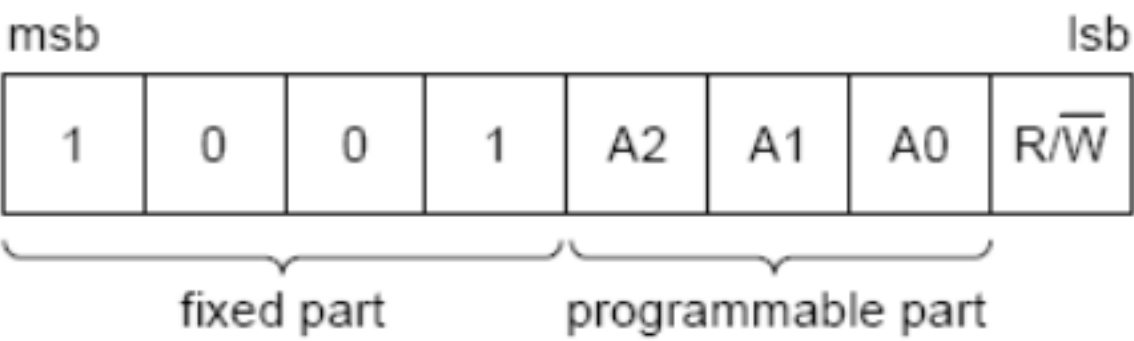 msb lsb
1 0 0 1 A2 A1 A0 R/W̅
fixed part programmable part